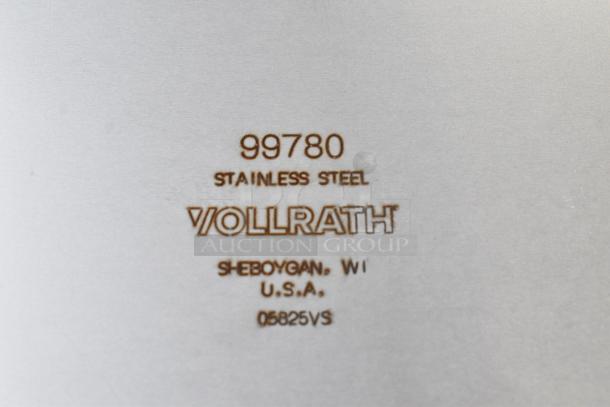 99780
STAINLESS STEEL
VOLLRATH
AUCTION GROUP
SHEBOYGAN, WI
U.S.A.
05825VS